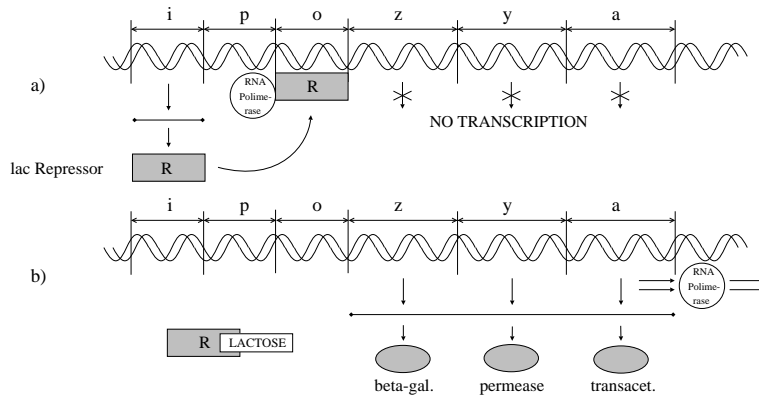 i p o z y a
a)
RNA
Polime-
rase
R
NO TRANSCRIPTION
lac Repressor
R
i p o z y a
b)
RNA
Polime-
rase
R
LACTOSE
beta-gal. permease transacet.